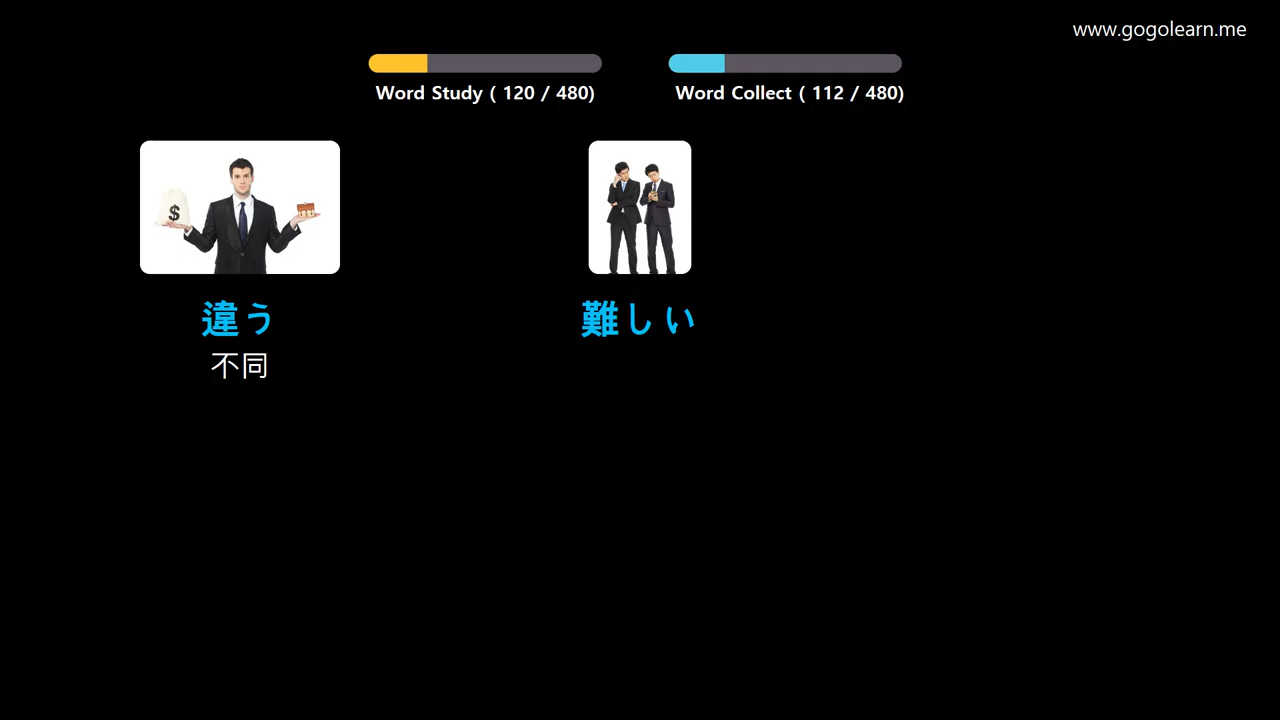 www.gogolearn.me
Word Study ( 120 / 480)
Word Collect ( 112 / 480)
$
違う
難しい
不同